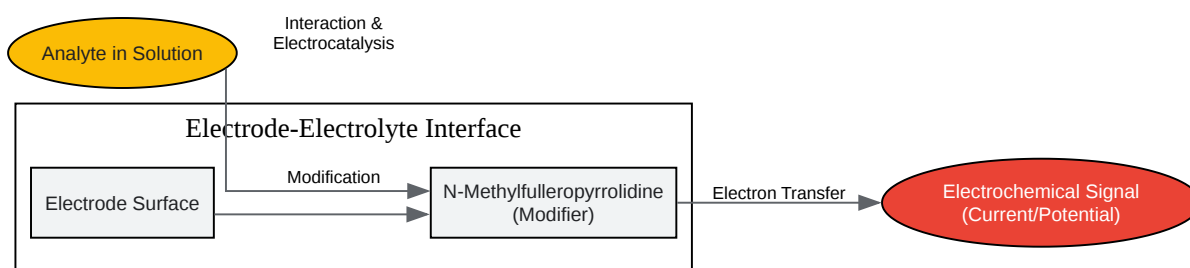 Interaction &
Electrocatalysis
Analyte in Solution
Electrode-Electrolyte Interface
Modification
Electrode Surface
N-Methylfulleropyrrolidine
(Modifier)
Electron Transfer
Electrochemical Signal
(Current/Potential)